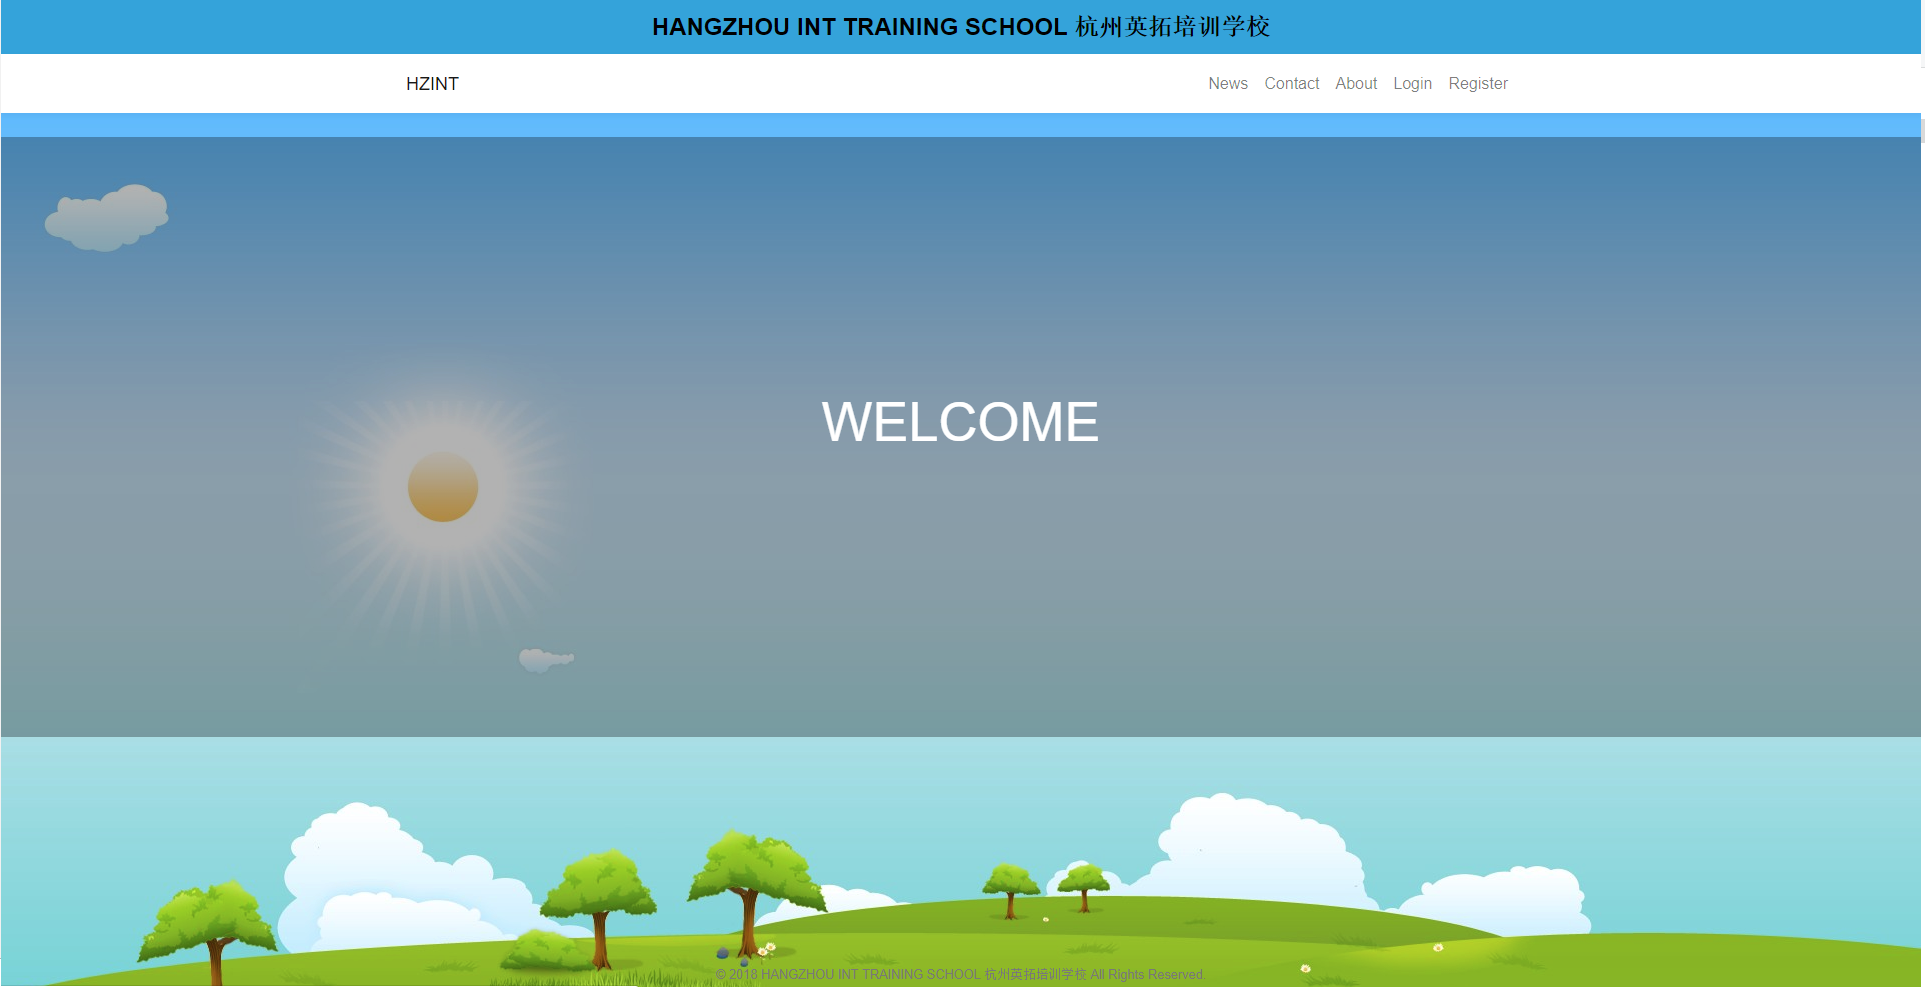 HANGZHOU INT TRAINING SCHOOL 杭州英拓培训学校
HZINT News Contact About Login Register
WELCOME
© 2018 HANGZHOU INT TRAINING SCHOOL 杭州英拓培训学校 All Rights Reserved.